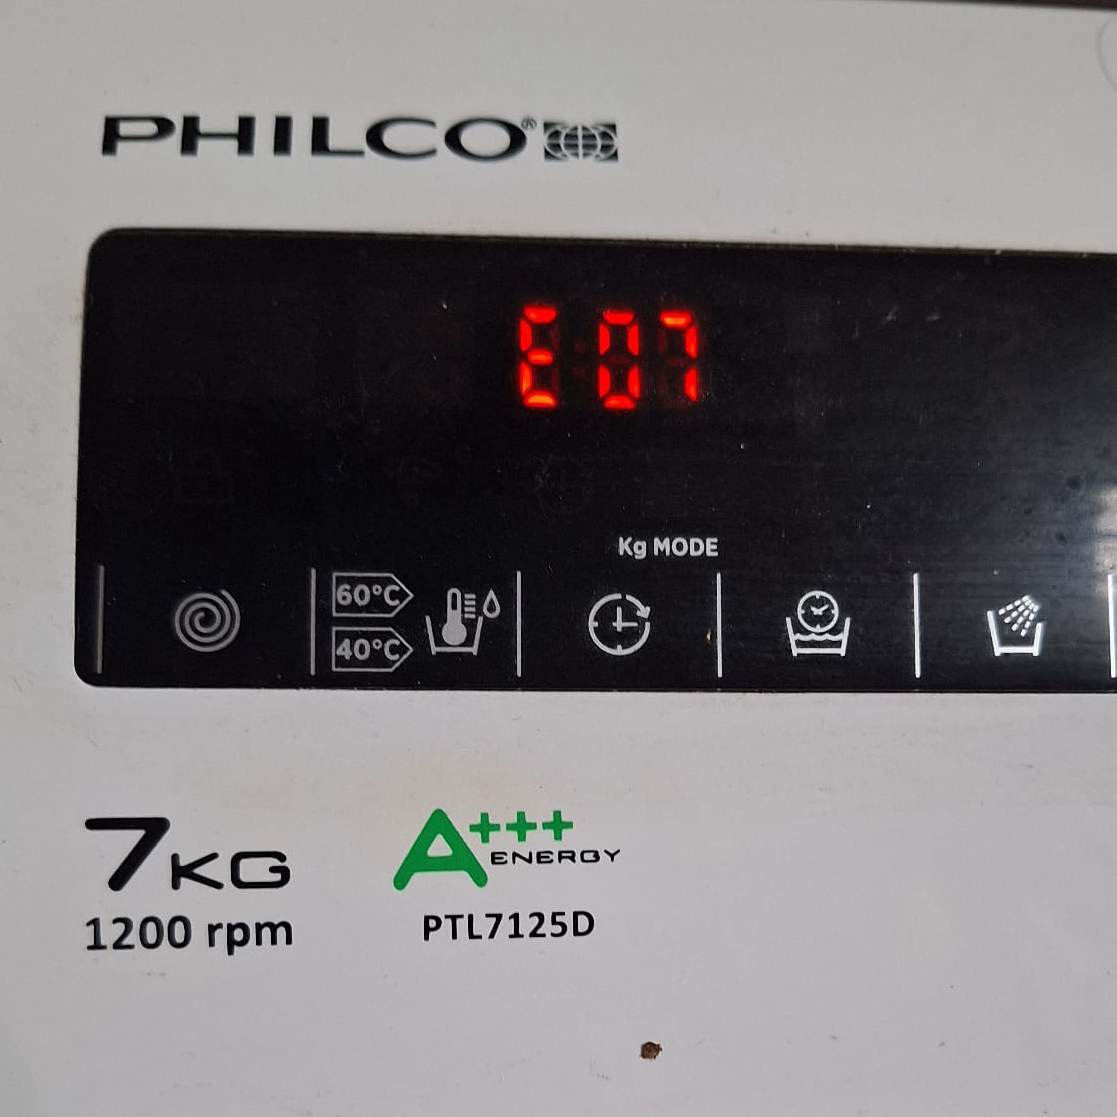 PHILCO®
E07
Kg MODE
60°C
40°C
7KG
1200 rpm
A+++
ENERGY
PTL7125D